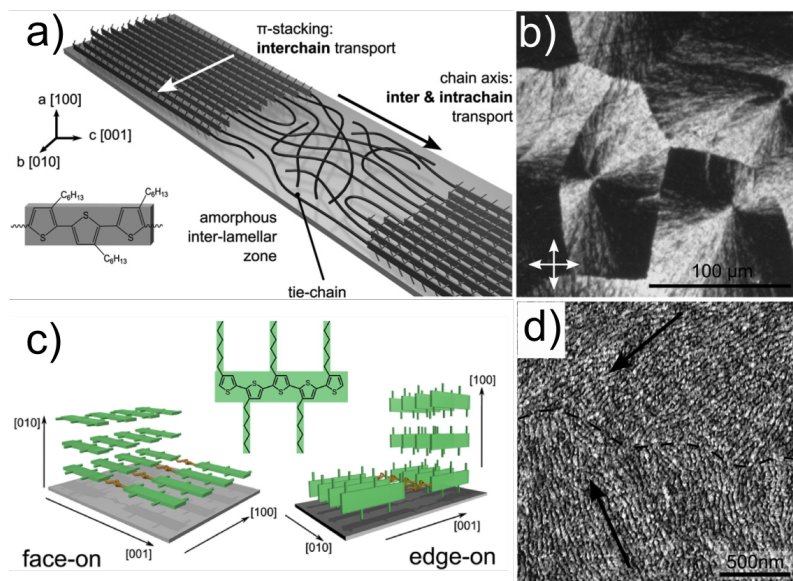 a)
π-stacking:
interchain transport
chain axis:
inter & intrachain
transport
a [100]
c [001]
b [010]
C₆H₁₃
C₆H₁₃
S
S
S
C₆H₁₃
amorphous
inter-lamellar
zone
tie-chain
b)
100 µm
c)
S
S
S
S
S
[010]
[100]
[001]
face-on
[100]
[010]
[001]
edge-on
d)
500nm